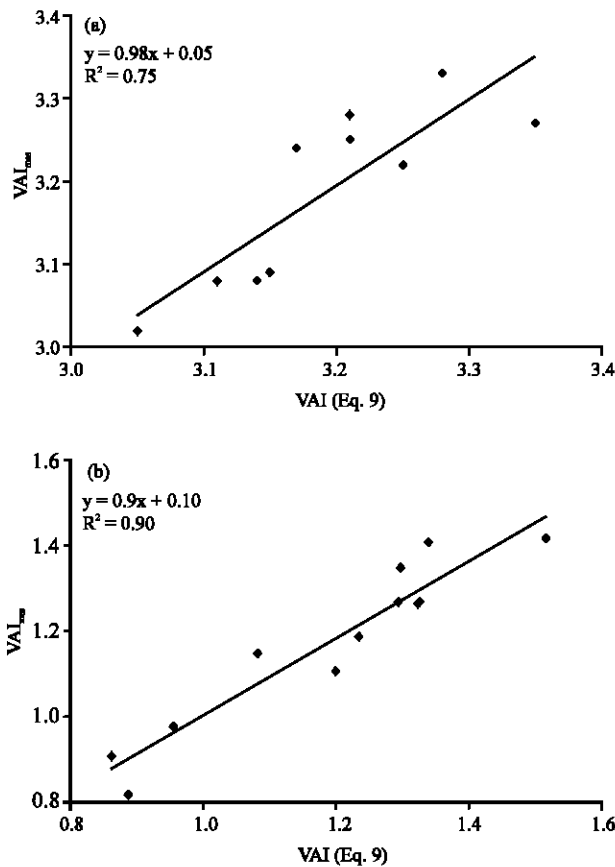 (a)
y = 0.98x + 0.05
R² = 0.75
3.4
3.3
3.2
3.1
3.0
VAI
3.0 3.1 3.2 3.3 3.4
VAI (Eq. 9)
(b)
y = 0.9x + 0.10
R² = 0.90
1.6
1.4
1.2
1.0
0.8
VAI
0.8 1.0 1.2 1.4 1.6
VAI (Eq. 9)